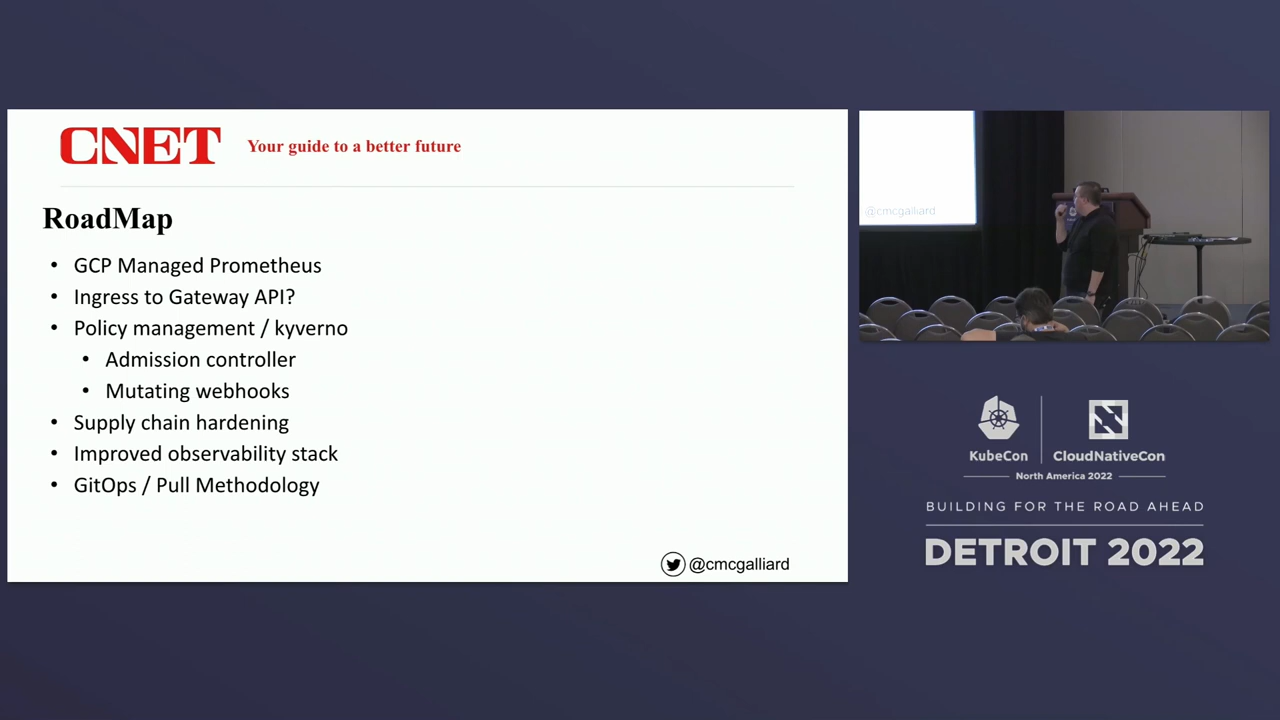 CNET
Your guide to a better future
RoadMap
• GCP Managed Prometheus
• Ingress to Gateway API?
• Policy management / kyverno
• Admission controller
• Mutating webhooks
• Supply chain hardening
• Improved observability stack
• GitOps / Pull Methodology
@cmcgalliard
@cmcgalliard
KubeCon
CloudNativeCon
North America 2022
BUILDING FOR THE ROAD AHEAD
DETROIT 2022